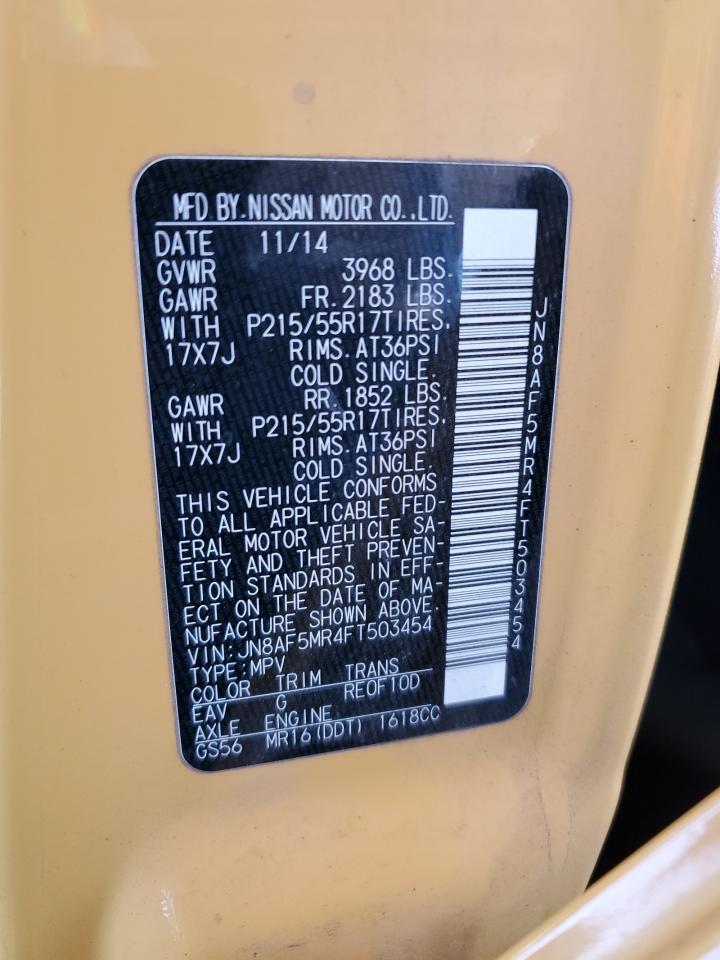 MFD BY.NISSAN MOTOR CO.,LTD.
DATE 11/14
GVWR 3968 LBS.
GAWR FR.2183 LBS.
WITH P215/55R17TIRES,
17X7J RIMS.AT36PSI
COLD SINGLE.
GAWR RR.1852 LBS.
WITH P215/55R17TIRES,
17X7J RIMS.AT36PSI
COLD SINGLE.
THIS VEHICLE CONFORMS
TO ALL APPLICABLE FED-
ERAL MOTOR VEHICLE SA-
FETY AND THEFT PREVEN-
TION STANDARDS IN EFF-
ECT ON THE DATE OF MA-
NUFACTURE SHOWN ABOVE.
VIN:JN8AF5MR4FT503454
TYPE:MPV
COLOR TRIM TRANS
EAV G RE0F10D
AXLE ENGINE
GS56 MR16(DDT) 1618CC
JN8AF5MR4FT503454